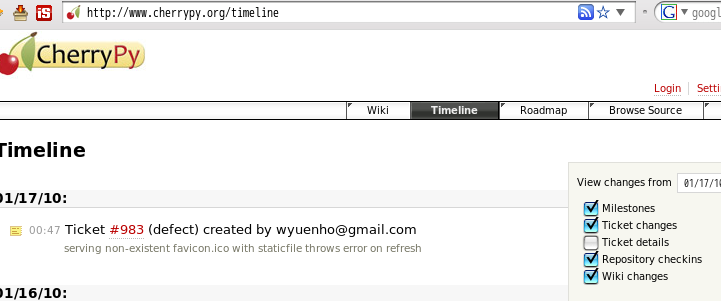 http://www.cherrypy.org/timeline
G googl
CherryPy
Login Setti
Wiki Timeline Roadmap Browse Source
Timeline
01/17/10:
View changes from 01/17/10
00:47 Ticket #983 (defect) created by wyuenho@gmail.com
serving non-existent favicon.ico with staticfile throws error on refresh
Milestones
Ticket changes
Ticket details
Repository checkins
Wiki changes
01/16/10: